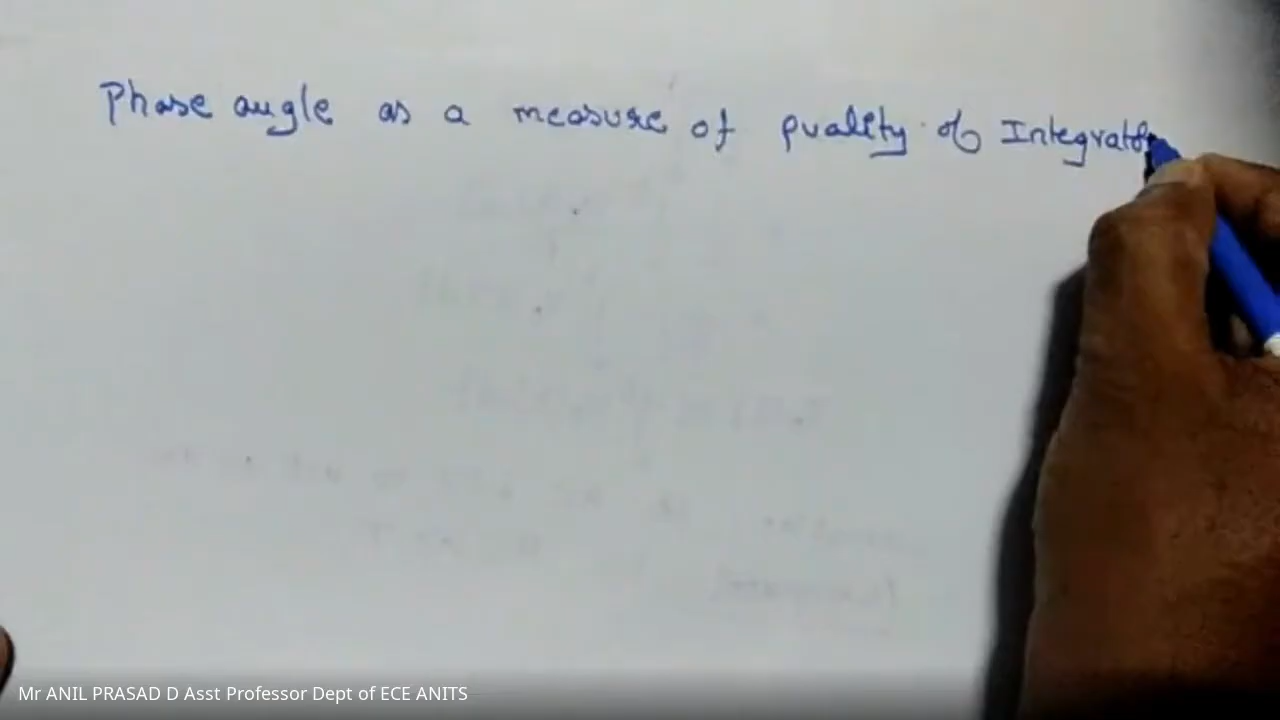 Phase angle as a measure of quality of Integrator
Mr ANIL PRASAD D Asst Professor Dept of ECE ANITS